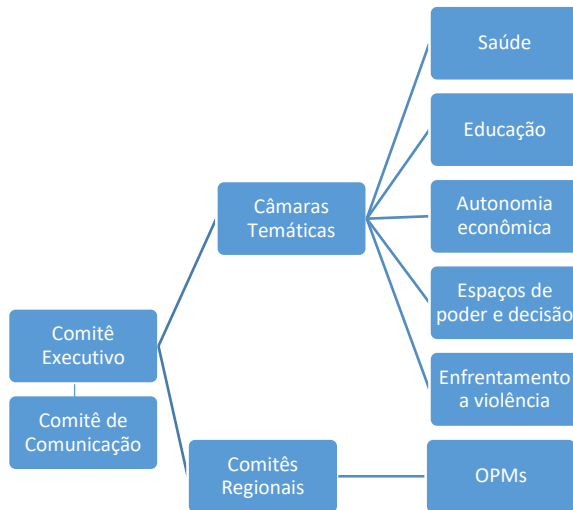 Saúde
Educação
Câmaras
Temáticas
Autonomia
econômica
Espaços de
poder e decisão
Comitê
Executivo
Enfrentamento
a violência
Comitê de
Comunicação
Comitês
Regionais
OPMs